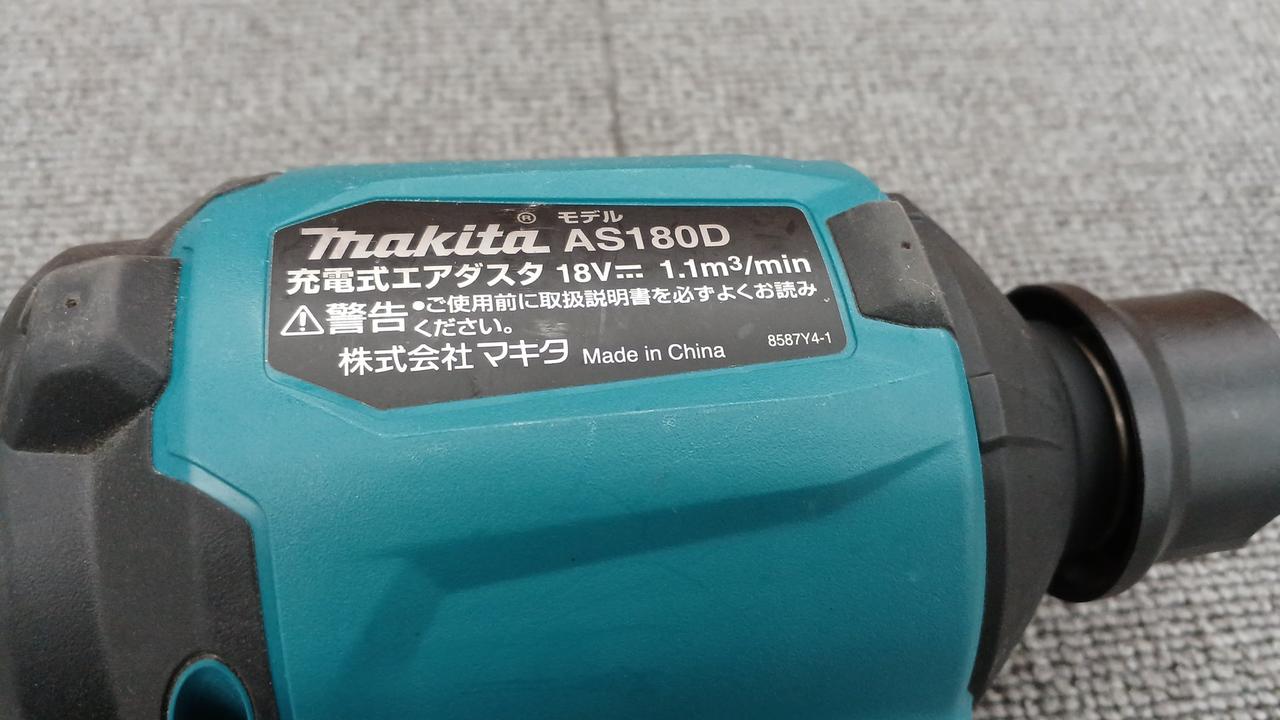 makita® モデル AS180D
充電式エアダスタ 18V⎓ 1.1m³/min
⚠警告 •ご使用前に取扱説明書を必ずよくお読み
ください。
株式会社マキタ Made in China 8587Y4-1